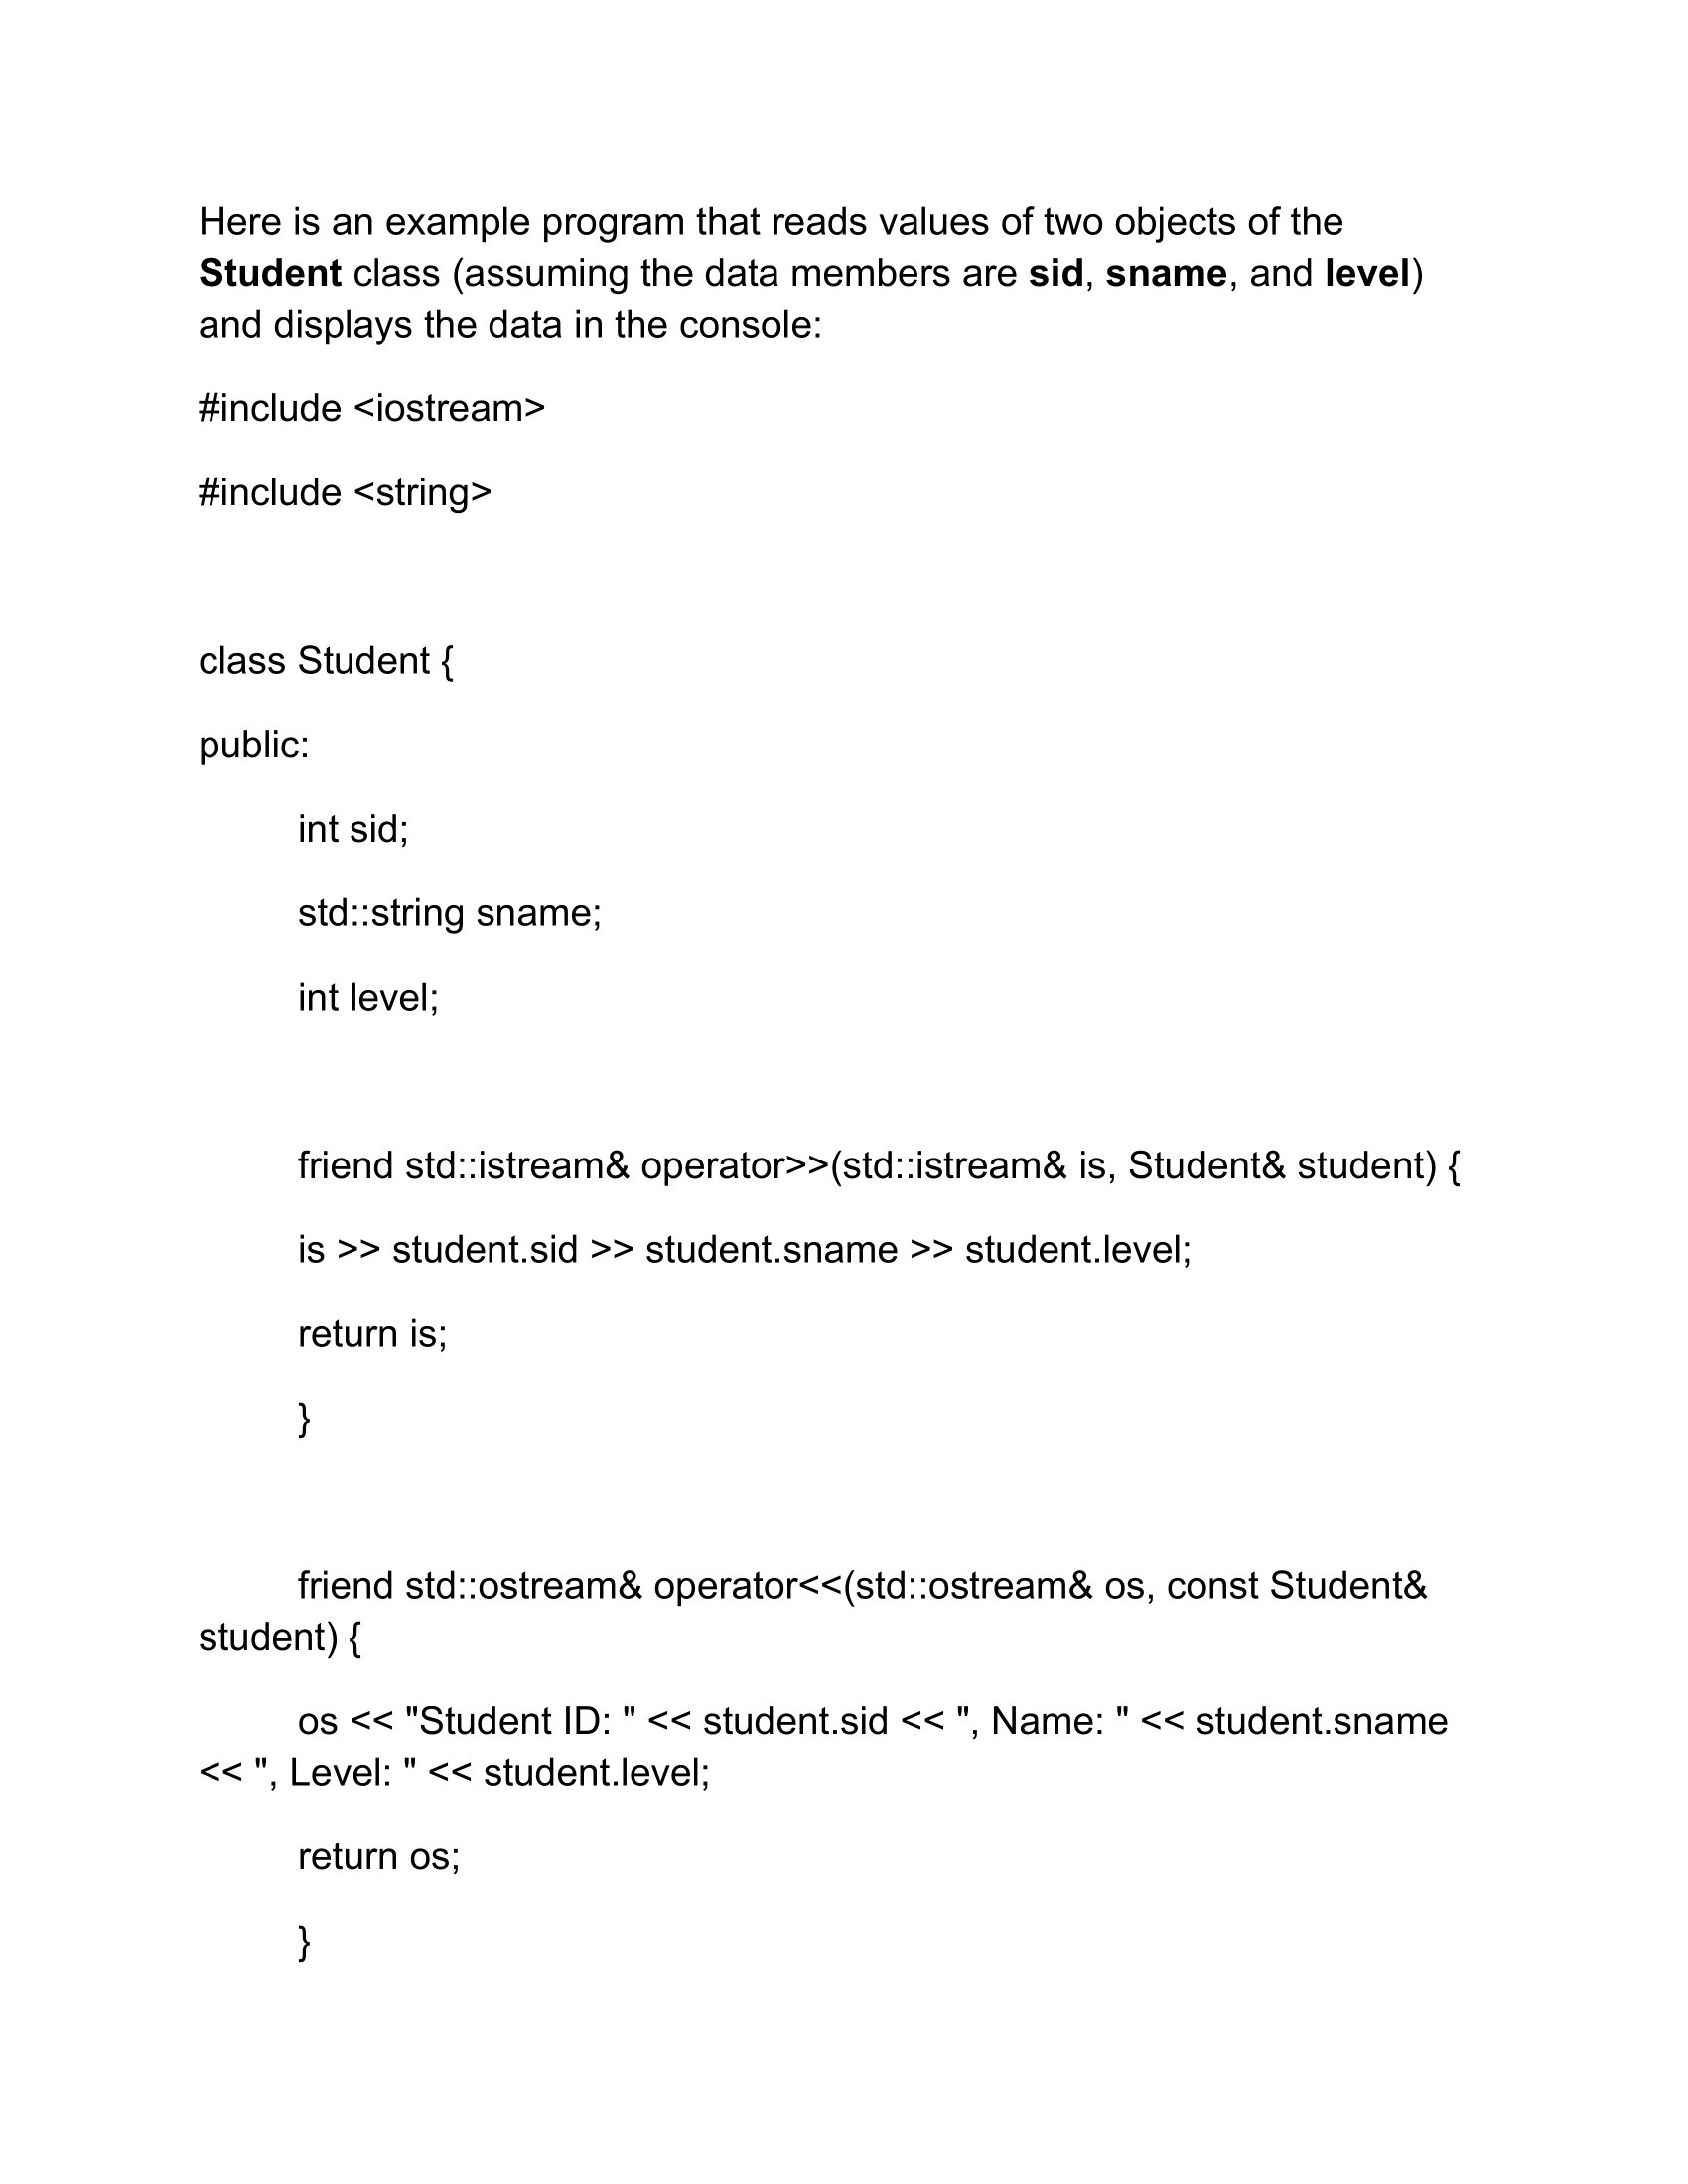 Here is an example program that reads values of two objects of the
Student class (assuming the data members are sid, sname, and level)
and displays the data in the console:
#include <iostream>
#include <string>
class Student {
public:
int sid;
std::string sname;
int level;
friend std::istream& operator>>(std::istream& is, Student& student) {
is >> student.sid >> student.sname >> student.level;
return is;
}
friend std::ostream& operator<<(std::ostream& os, const Student&
student) {
os << "Student ID: " << student.sid << ", Name: " << student.sname
<< ", Level: " << student.level;
return os;
}